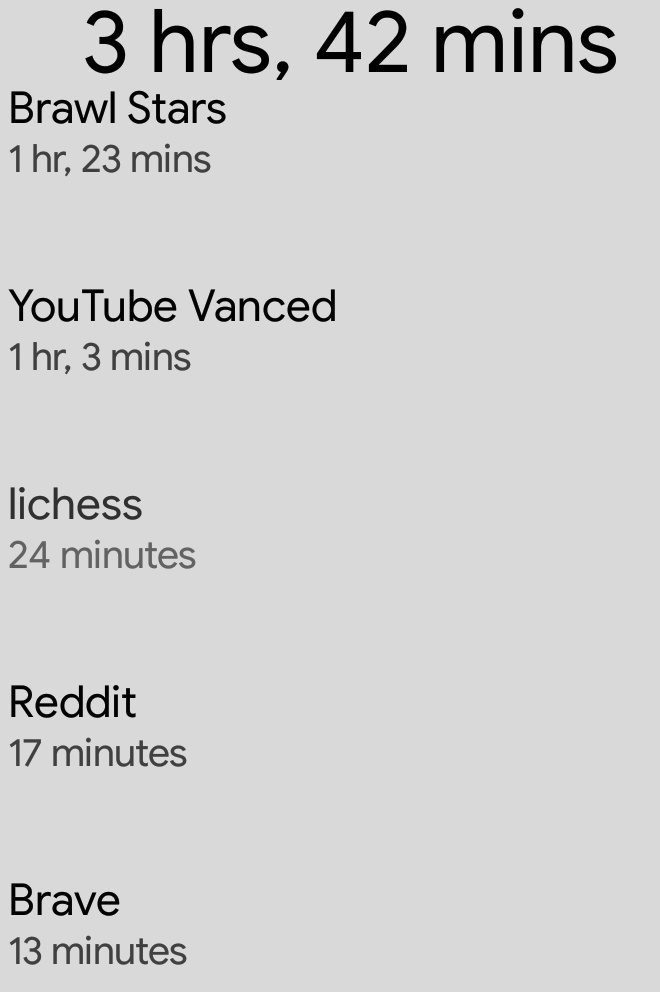 3 hrs, 42 mins
Brawl Stars
1 hr, 23 mins
YouTube Vanced
1 hr, 3 mins
lichess
24 minutes
Reddit
17 minutes
Brave
13 minutes